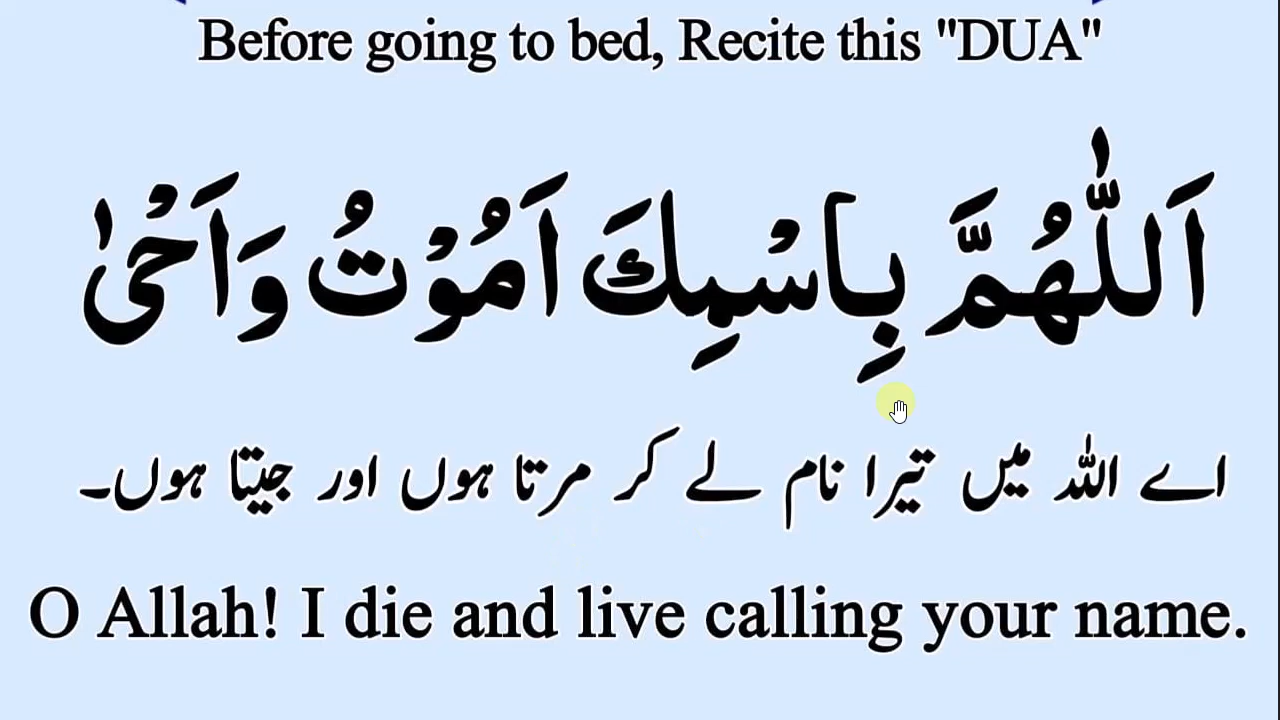 Before going to bed, Recite this "DUA"
اَللّٰهُمَّ بِاسْمِكَ اَمُوْتُ وَاَحْیٰ
اے اللہ میں تیرا نام لے کر مرتا ہوں اور جیتا ہوں۔
O Allah! I die and live calling your name.